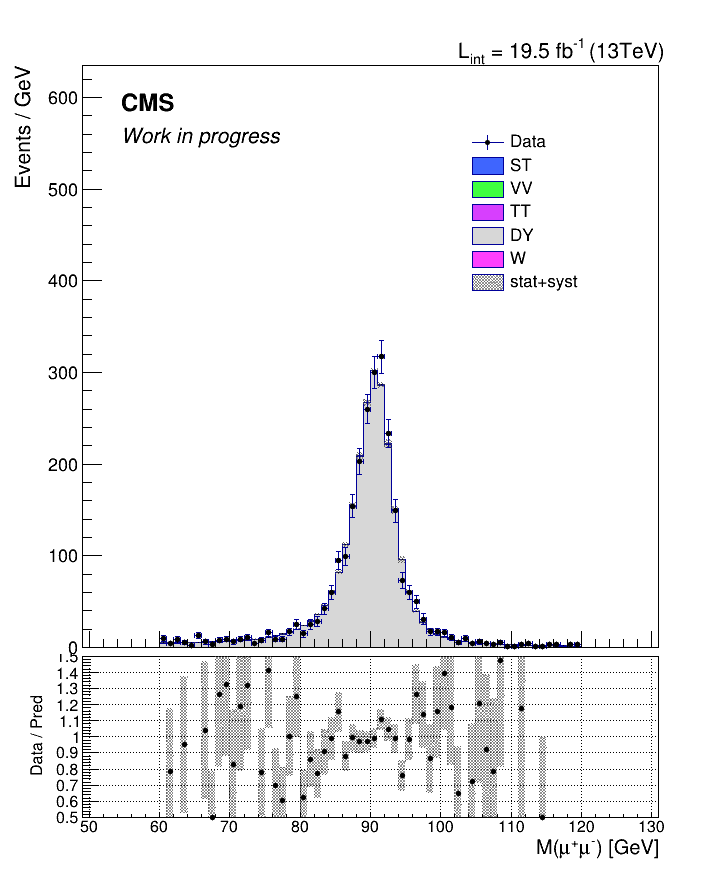 L_int = 19.5 fb^-1 (13TeV)
Events / GeV
600
500
400
300
200
100
0
CMS
Work in progress
Data
ST
VV
TT
DY
W
stat+syst
Data / Pred
1.5
1.4
1.3
1.2
1.1
1
0.9
0.8
0.7
0.6
0.5
50 60 70 80 90 100 110 120 130
M(μ⁺μ⁻) [GeV]